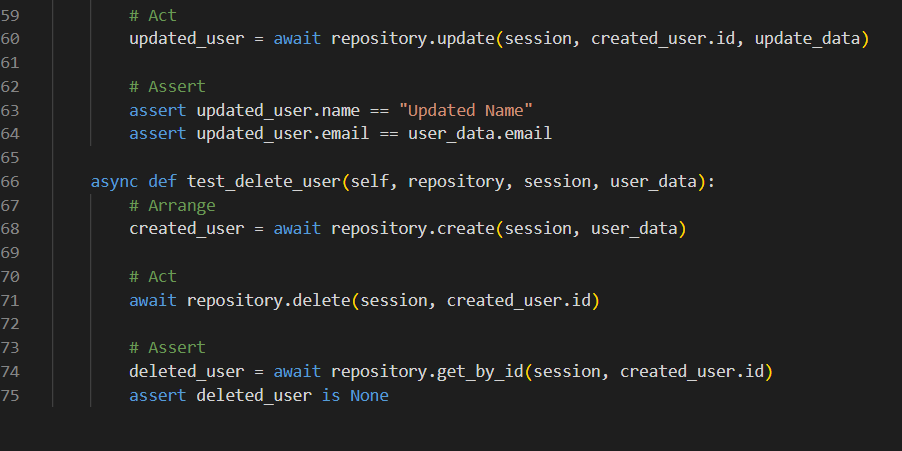 59 # Act
60 updated_user = await repository.update(session, created_user.id, update_data)
61
62 # Assert
63 assert updated_user.name == "Updated Name"
64 assert updated_user.email == user_data.email
65
66 async def test_delete_user(self, repository, session, user_data):
67 # Arrange
68 created_user = await repository.create(session, user_data)
69
70 # Act
71 await repository.delete(session, created_user.id)
72
73 # Assert
74 deleted_user = await repository.get_by_id(session, created_user.id)
75 assert deleted_user is None